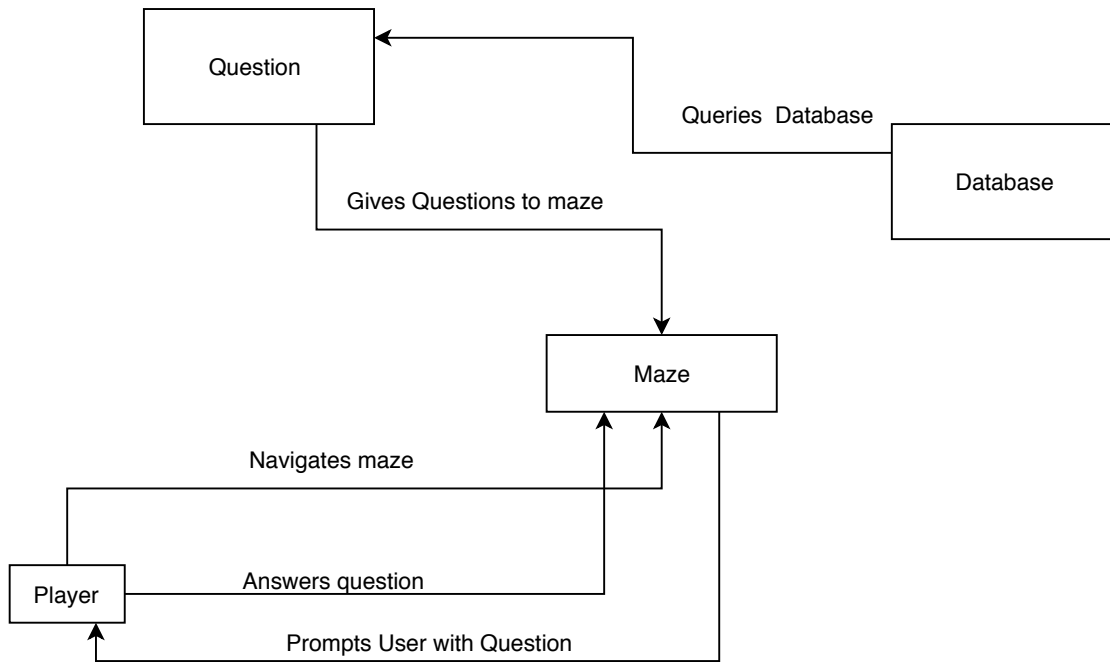 Question
Queries  Database
Database
Gives Questions to maze
Maze
Navigates maze
Answers question
Player
Prompts User with Question